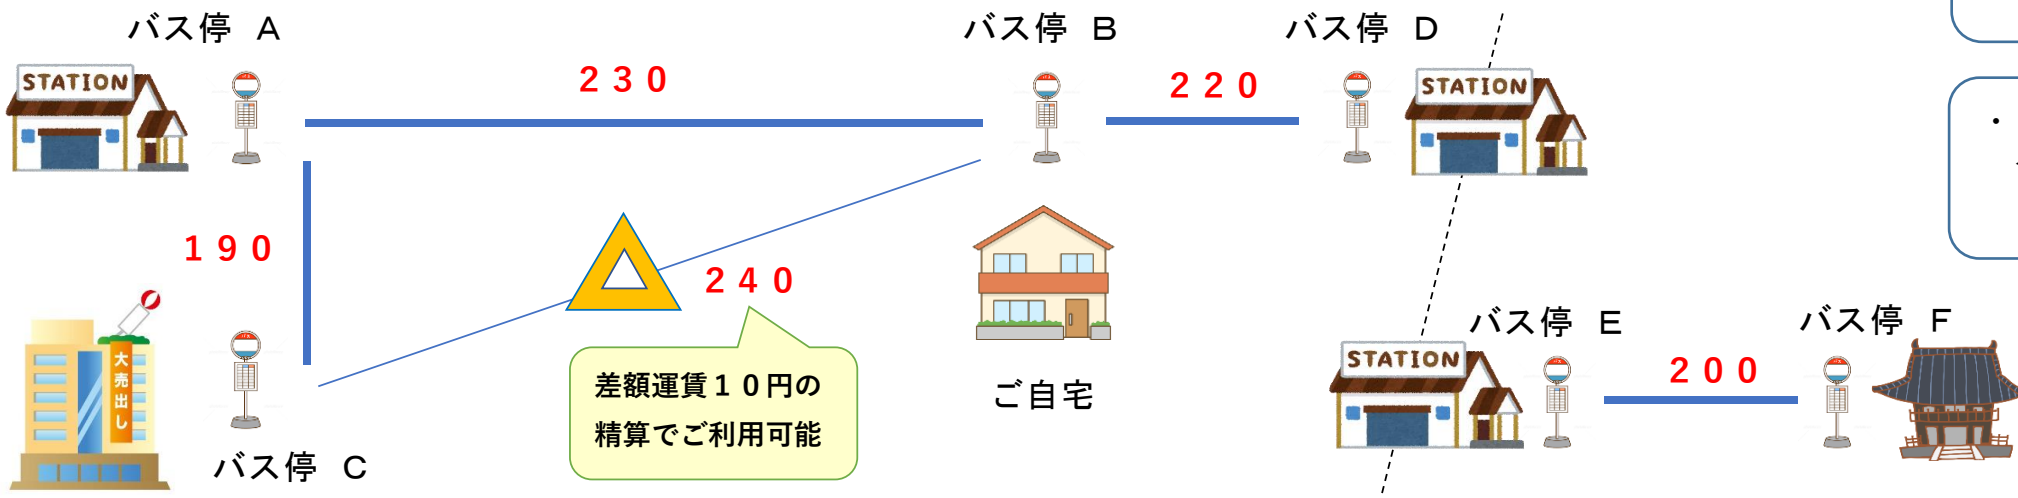 バス停 A
バス停 B
バス停 D
STATION
230
220
STATION
・
190
240
大売出し
差額運賃10円の
精算でご利用可能
ご自宅
バス停 C
バス停 E
バス停 F
STATION
200